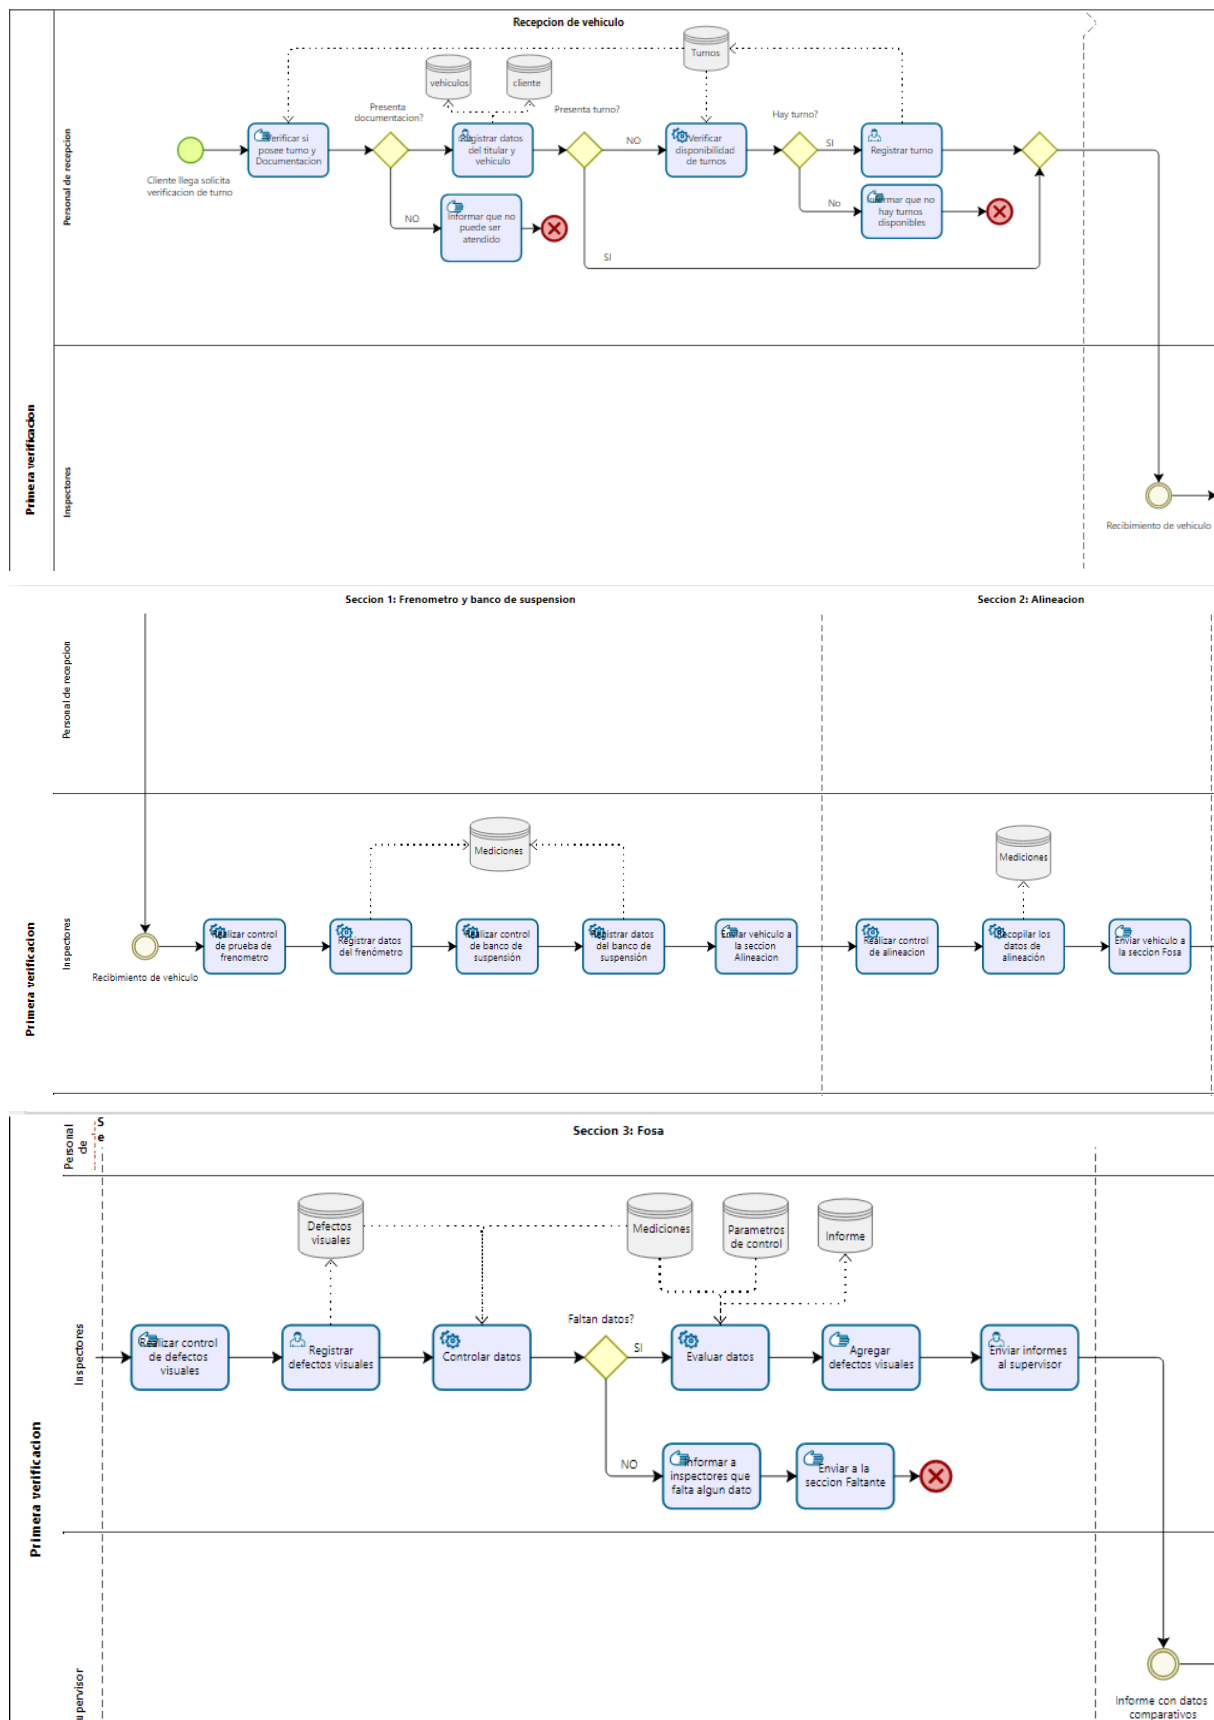 Recepcion de vehiculo
Primera verificacion
Personal de recepcion
Turnos
vehiculos
cliente
Presenta
documentacion?
Presenta turno?
Hay turno?
Cliente llega solicita
verificacion de turno
Verificar si
posee turno y
Documentacion
Registrar datos
del titular y
vehiculo
NO
Verificar
disponibilidad
de turnos
SI
Registrar turno
NO
Informar que no
puede ser
atendido
No
Informar que no
hay turnos
disponibles
SI
Inspectores
Recibimiento de vehiculo
Seccion 1: Frenometro y banco de suspension
Seccion 2: Alineacion
Personal de recepcion
Primera verificacion
Inspectores
Mediciones
Mediciones
Recibimiento de vehiculo
Realizar control
de prueba de
frenometro
Registrar datos
del frenómetro
Realizar control
de banco de
suspensión
Registrar datos
del banco de
suspensión
Enviar vehiculo a
la seccion
Alineacion
Realizar control
de alineacion
Recopilar los
datos de
alineación
Enviar vehiculo a
la seccion Fosa
Personal
de
Se
Seccion 3: Fosa
Primera verificacion
Inspectores
Defectos
visuales
Mediciones
Parametros
de control
Informe
Realizar control
de defectos
visuales
Registrar
defectos visuales
Controlar datos
Faltan datos?
SI
Evaluar datos
Agregar
defectos visuales
Enviar informes
al supervisor
NO
Informar a
inspectores que
falta algun dato
Enviar a la
seccion Faltante
upervisor
Informe con datos
comparativos